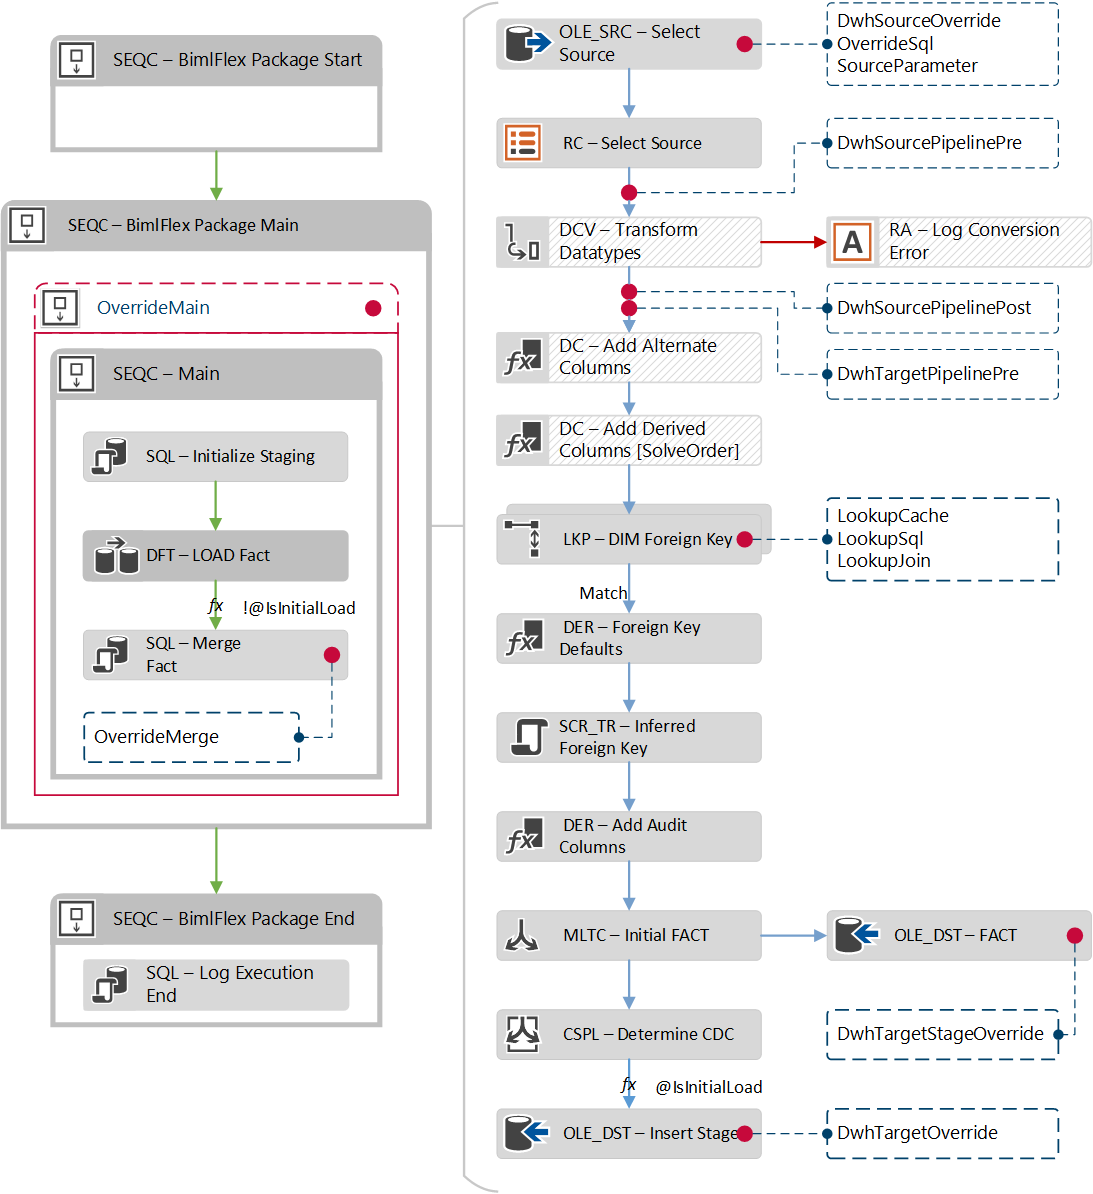 SEQC – BimlFlex Package Start
SEQC – BimlFlex Package Main
OverrideMain
SEQC – Main
SQL – Initialize Staging
DFT – LOAD Fact
fx !@IsInitialLoad
SQL – Merge
Fact
OverrideMerge
SEQC – BimlFlex Package End
SQL – Log Execution
End
OLE_SRC – Select
Source
DwhSourceOverride
OverrideSql
SourceParameter
RC – Select Source
DwhSourcePipelinePre
DCV – Transform
Datatypes
A
RA – Log Conversion
Error
DwhSourcePipelinePost
fx
DC – Add Alternate
Columns
DwhTargetPipelinePre
fx
DC – Add Derived
Columns [SolveOrder]
LKP – DIM Foreign Key
LookupCache
LookupSql
LookupJoin
Match
fx
DER – Foreign Key
Defaults
SCR_TR – Inferred
Foreign Key
fx
DER – Add Audit
Columns
MLTC – Initial FACT
OLE_DST – FACT
CSPL – Determine CDC
DwhTargetStageOverride
fx @IsInitialLoad
OLE_DST – Insert Stage
DwhTargetOverride